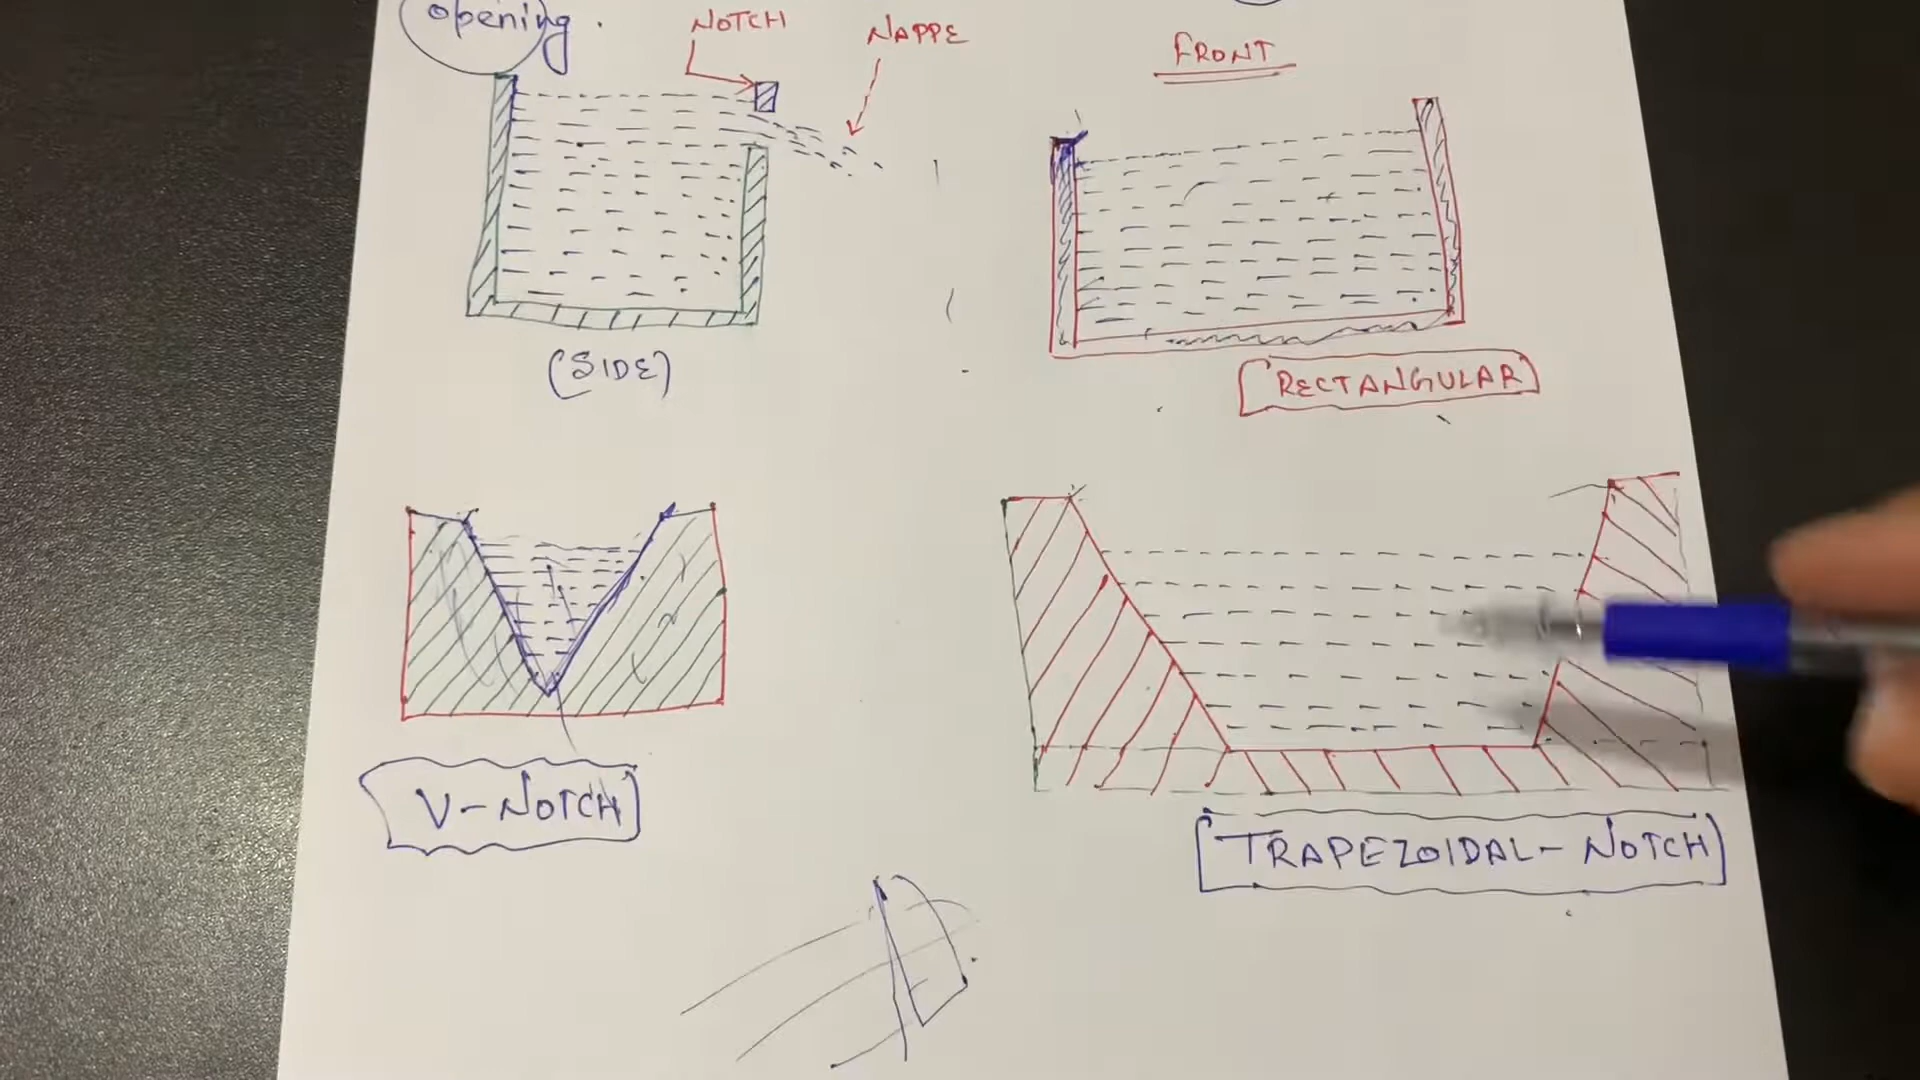 opening.
NOTCH
NAPPE
FRONT
(SIDE)
RECTANGULAR
V-NOTCH
TRAPEZOIDAL-NOTCH